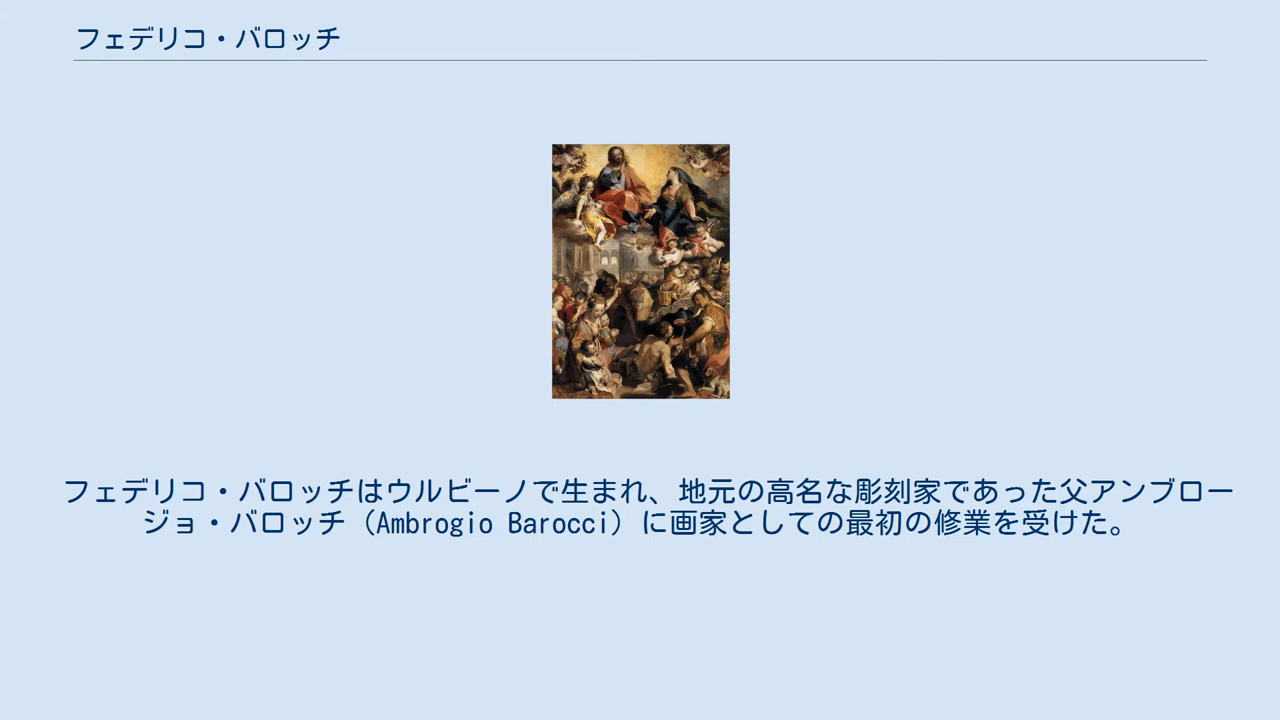 フェデリコ・バロッチ
フェデリコ・バロッチはウルビーノで生まれ、地元の高名な彫刻家であった父アンブロー
ジョ・バロッチ（Ambrogio Barocci）に画家としての最初の修業を受けた。